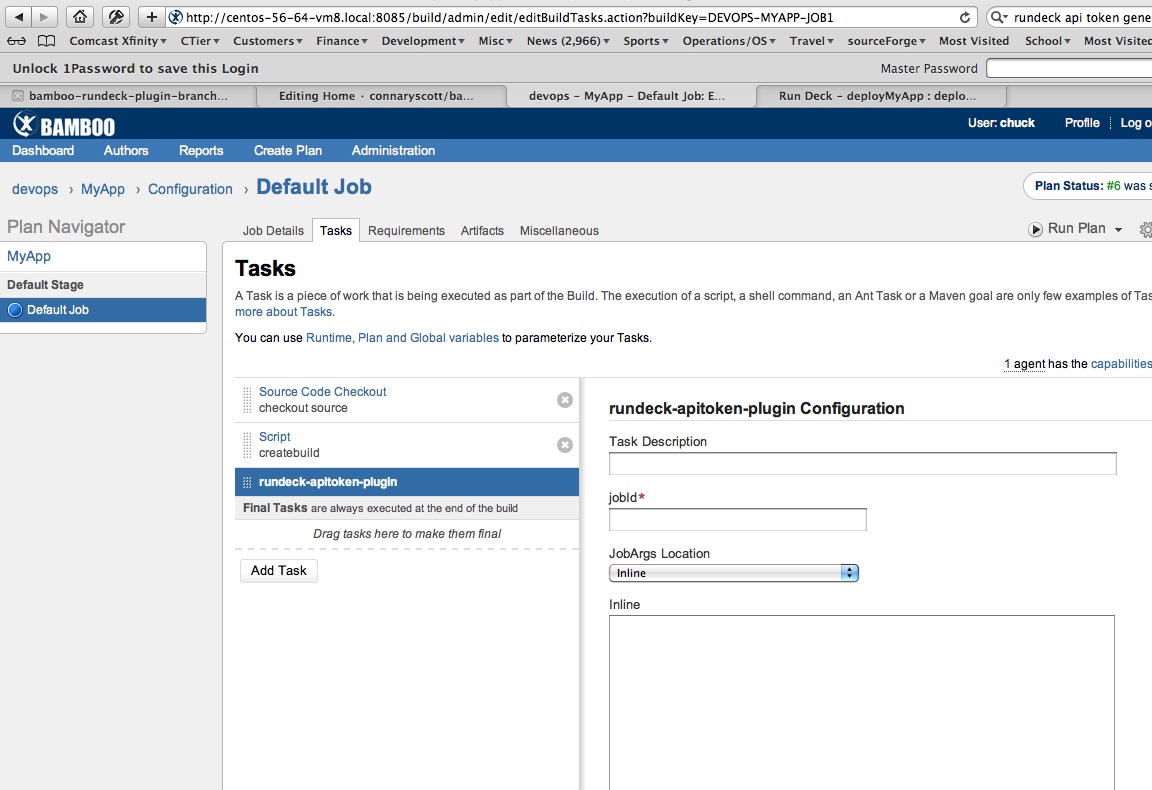 http://centos-56-64-vm8.local:8085/build/admin/edit/editBuildTasks.action?buildKey=DEVOPS-MYAPP-JOB1 rundeck api token gene
Comcast Xfinity CTier Customers Finance Development Misc News (2,966) Sports Operations/OS Travel sourceForge Most Visited School Most Visited
Unlock 1Password to save this Login Master Password
bamboo-rundeck-plugin-branch... Editing Home · connaryscott/ba... devops – MyApp – Default Job: E... Run Deck – deployMyApp : deplo...
BAMBOO User: chuck Profile Log o
Dashboard Authors Reports Create Plan Administration
devops › MyApp › Configuration › Default Job Plan Status: #6 was s
Plan Navigator Job Details Tasks Requirements Artifacts Miscellaneous Run Plan
MyApp
Default Stage
Default Job
Tasks
A Task is a piece of work that is being executed as part of the Build. The execution of a script, a shell command, an Ant Task or a Maven goal are only few examples of Tas
more about Tasks.
You can use Runtime, Plan and Global variables to parameterize your Tasks.
1 agent has the capabilities
Source Code Checkout
checkout source
Script
createbuild
rundeck-apitoken-plugin
Final Tasks are always executed at the end of the build
Drag tasks here to make them final
Add Task
rundeck-apitoken-plugin Configuration
Task Description
jobId*
JobArgs Location
Inline
Inline